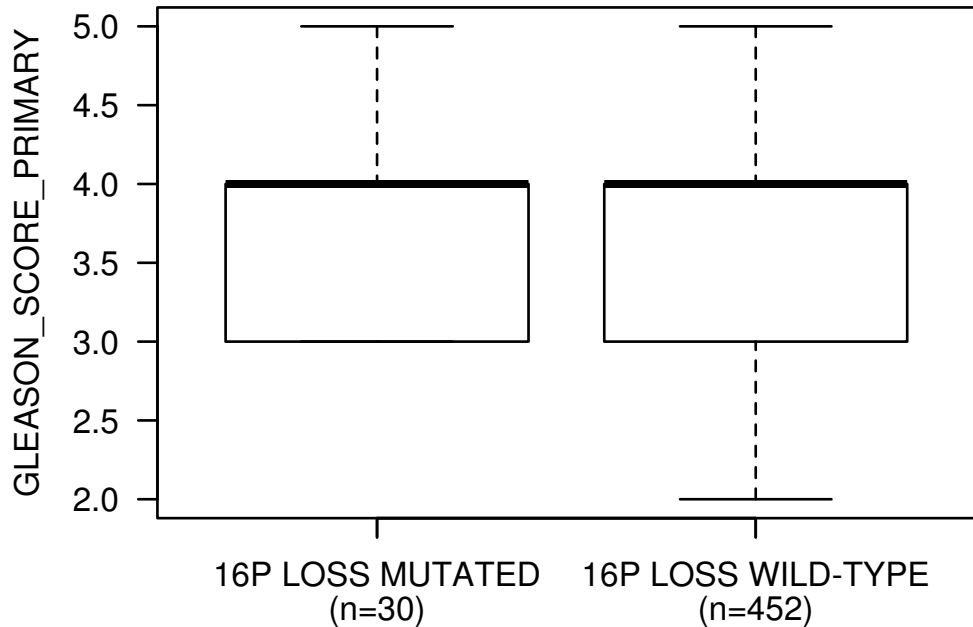 GLEASON_SCORE_PRIMARY
5.0
4.5
4.0
3.5
3.0
2.5
2.0
16P LOSS MUTATED
(n=30)
16P LOSS WILD-TYPE
(n=452)